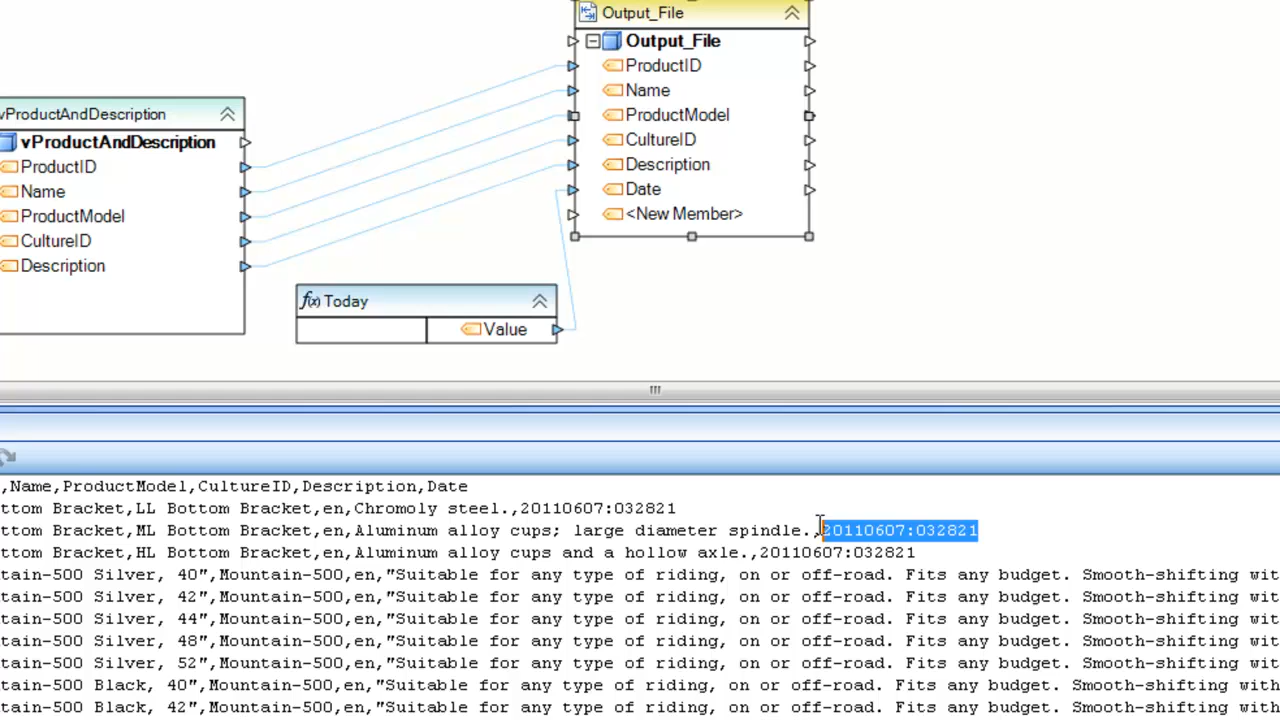 Output_File
Output_File
ProductID
Name
ProductModel
CultureID
Description
Date
<New Member>
vProductAndDescription
vProductAndDescription
ProductID
Name
ProductModel
CultureID
Description
f(x) Today
Value
,Name,ProductModel,CultureID,Description,Date
ttom Bracket,LL Bottom Bracket,en,Chromoly steel.,20110607:032821
ttom Bracket,ML Bottom Bracket,en,Aluminum alloy cups; large diameter spindle.,20110607:032821
ttom Bracket,HL Bottom Bracket,en,Aluminum alloy cups and a hollow axle.,20110607:032821
tain-500 Silver, 40",Mountain-500,en,"Suitable for any type of riding, on or off-road. Fits any budget. Smooth-shifting wit
tain-500 Silver, 42",Mountain-500,en,"Suitable for any type of riding, on or off-road. Fits any budget. Smooth-shifting wit
tain-500 Silver, 44",Mountain-500,en,"Suitable for any type of riding, on or off-road. Fits any budget. Smooth-shifting wit
tain-500 Silver, 48",Mountain-500,en,"Suitable for any type of riding, on or off-road. Fits any budget. Smooth-shifting wit
tain-500 Silver, 52",Mountain-500,en,"Suitable for any type of riding, on or off-road. Fits any budget. Smooth-shifting wit
tain-500 Black, 40",Mountain-500,en,"Suitable for any type of riding, on or off-road. Fits any budget. Smooth-shifting with
tain-500 Black, 42",Mountain-500,en,"Suitable for any type of riding, on or off-road. Fits any budget. Smooth-shifting with